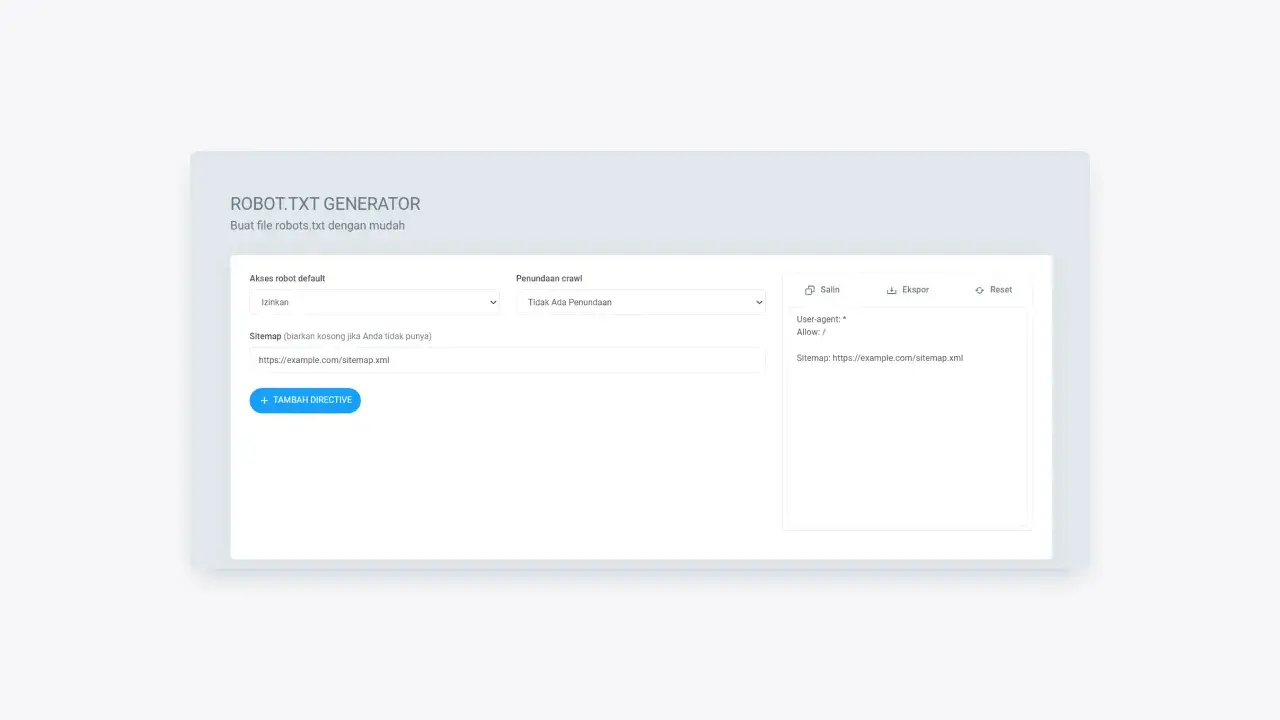 ROBOT.TXT GENERATOR
Buat file robots.txt dengan mudah
Akses robot default
Izinkan
Penundaan crawl
Tidak Ada Penundaan
Sitemap (biarkan kosong jika Anda tidak punya)
https://example.com/sitemap.xml
TAMBAH DIRECTIVE
Salin Ekspor Reset
User-agent: *
Allow: /
Sitemap: https://example.com/sitemap.xml